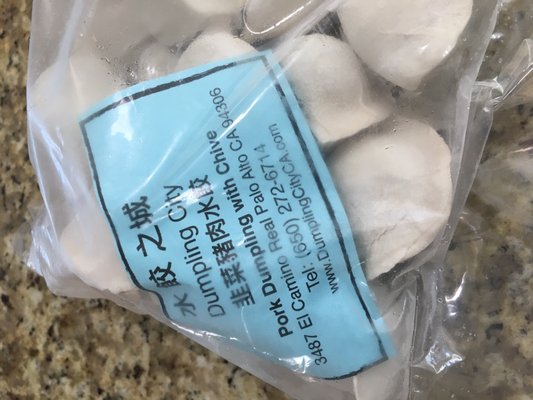 水餃之城
Dumpling City
韭菜豬肉水餃
Pork Dumpling with Chive
3487 El Camino Real Palo Alto CA 94306
Tel: (650) 272-6714
www.DumplingCityCA.com